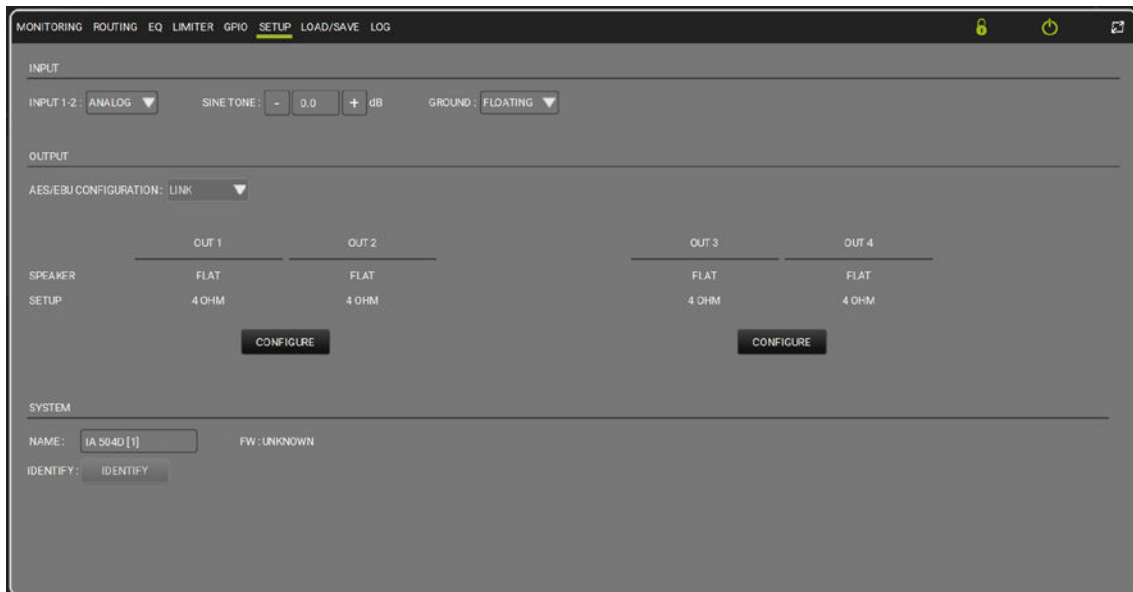 MONITORING ROUTING EQ LIMITER GPIO SETUP LOAD/SAVE LOG
INPUT
INPUT 1-2 : ANALOG SINE TONE : - 0.0 + dB GROUND : FLOATING
OUTPUT
AES/EBU CONFIGURATION : LINK
OUT 1 OUT 2 OUT 3 OUT 4
SPEAKER FLAT FLAT FLAT FLAT
SETUP 4 OHM 4 OHM 4 OHM 4 OHM
CONFIGURE CONFIGURE
SYSTEM
NAME : IA 504D [1] FW : UNKNOWN
IDENTIFY : IDENTIFY